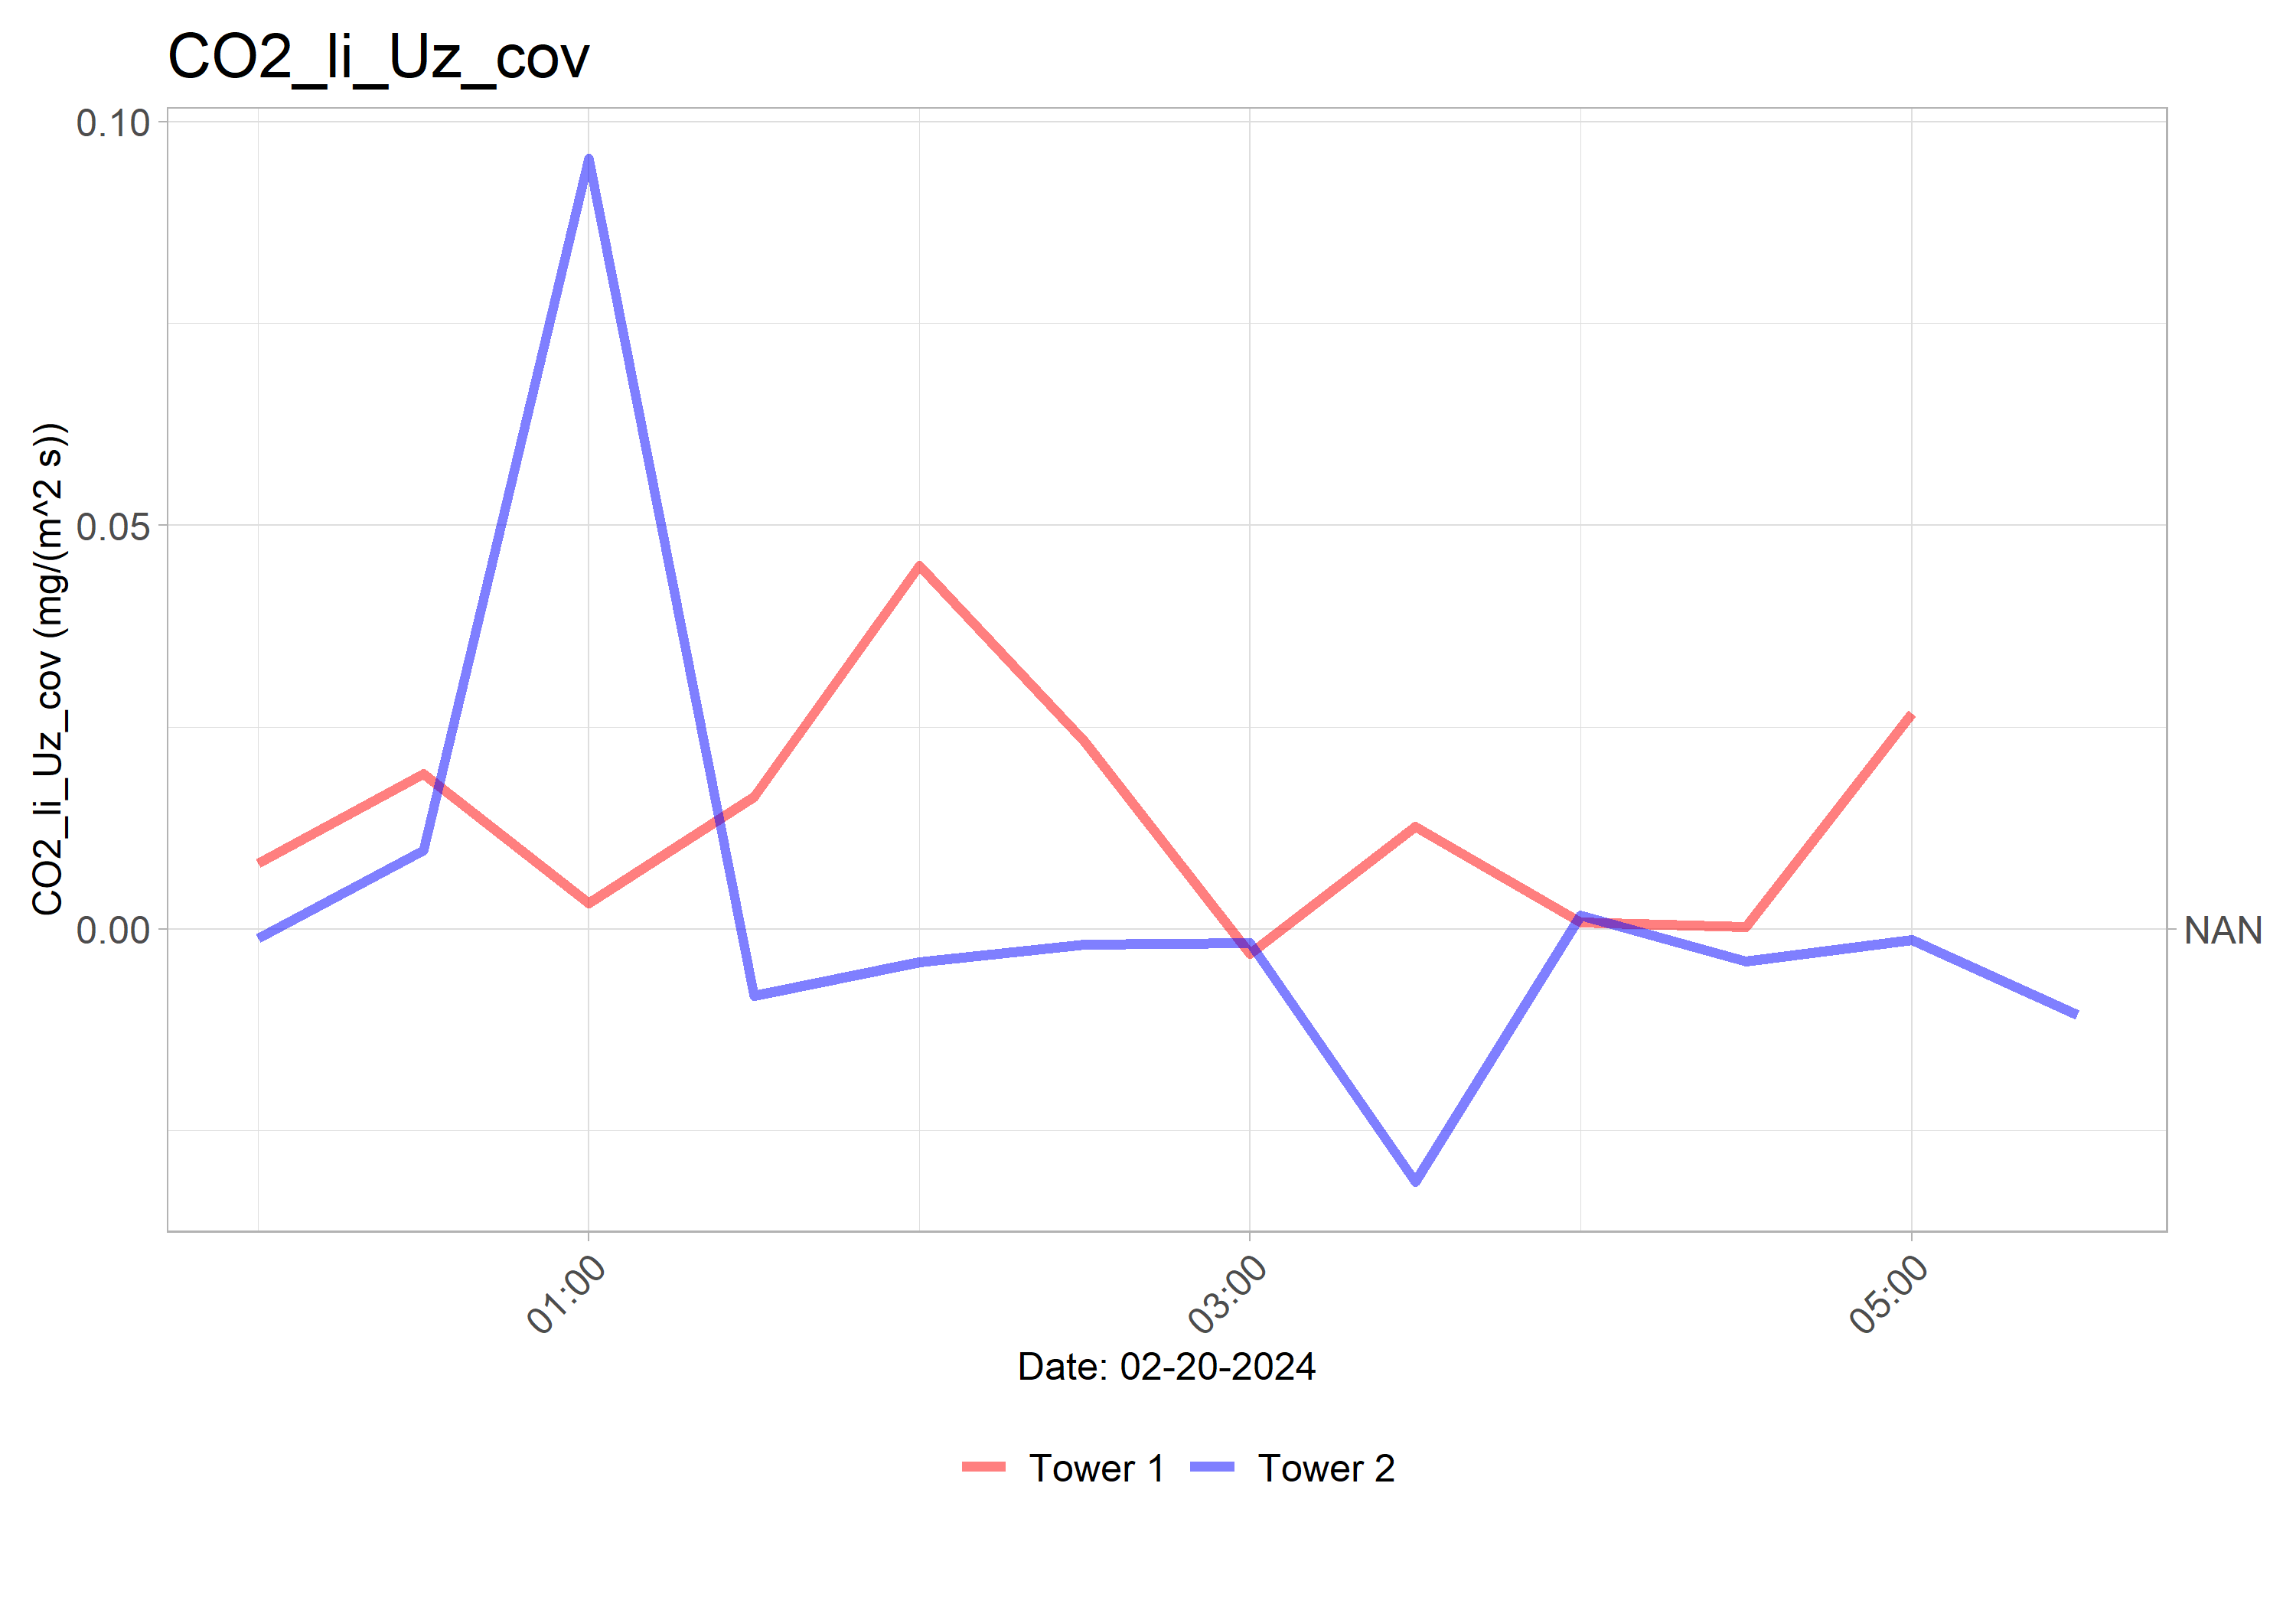 CO2_li_Uz_cov
0.10
0.05
0.00
CO2_li_Uz_cov (mg/(m^2 s))
NAN
01:00
03:00
05:00
Date: 02-20-2024
Tower 1
Tower 2